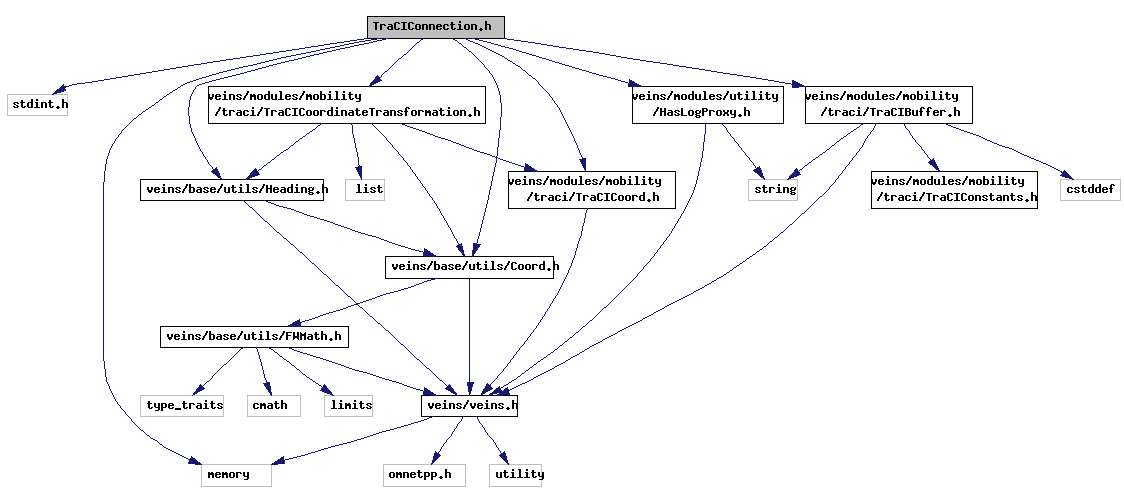 TraCIConnection.h
stdint.h
veins/modules/mobility
/traci/TraCICoordinateTransformation.h
veins/modules/utility
/HasLogProxy.h
veins/modules/mobility
/traci/TraCIBuffer.h
veins/base/utils/Heading.h
list
veins/modules/mobility
/traci/TraCICoord.h
string
veins/modules/mobility
/traci/TraCIConstants.h
cstddef
veins/base/utils/Coord.h
veins/base/utils/FWMath.h
type_traits
cmath
limits
veins/veins.h
memory
omnetpp.h
utility